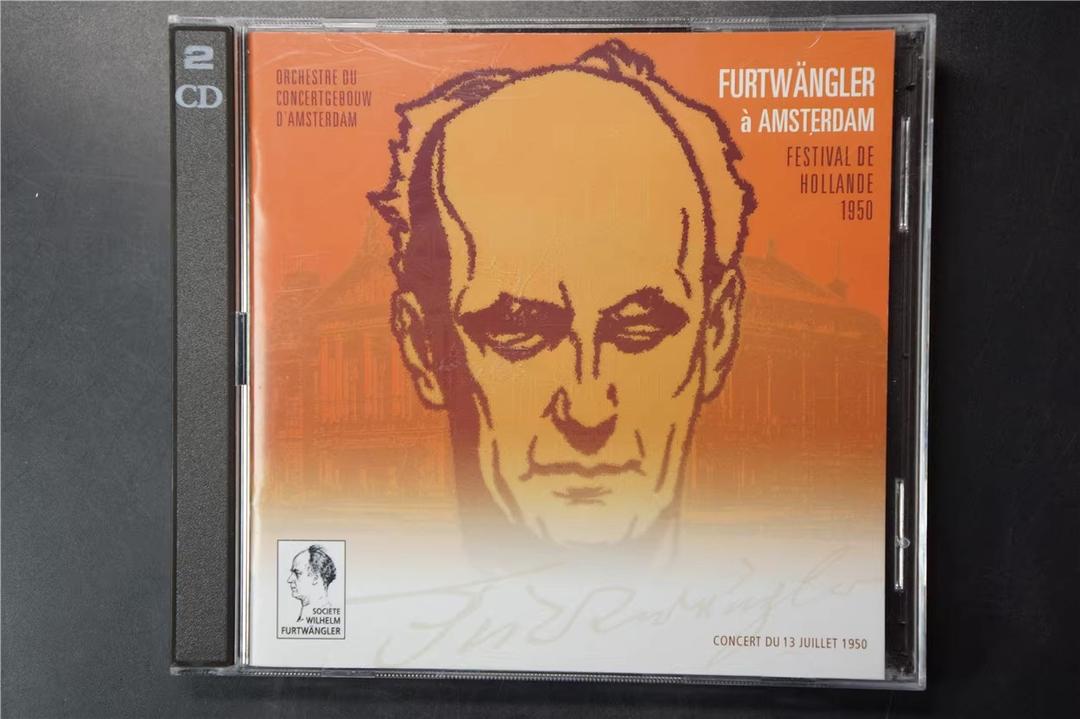 2
CD
ORCHESTRE DU
CONCERTGEBOUW
D'AMSTERDAM
FURTWÄNGLER
à AMSTERDAM
FESTIVAL DE
HOLLANDE
1950
SOCIETE
WILHELM
FURTWÄNGLER
Furtwängler
CONCERT DU 13 JUILLET 1950